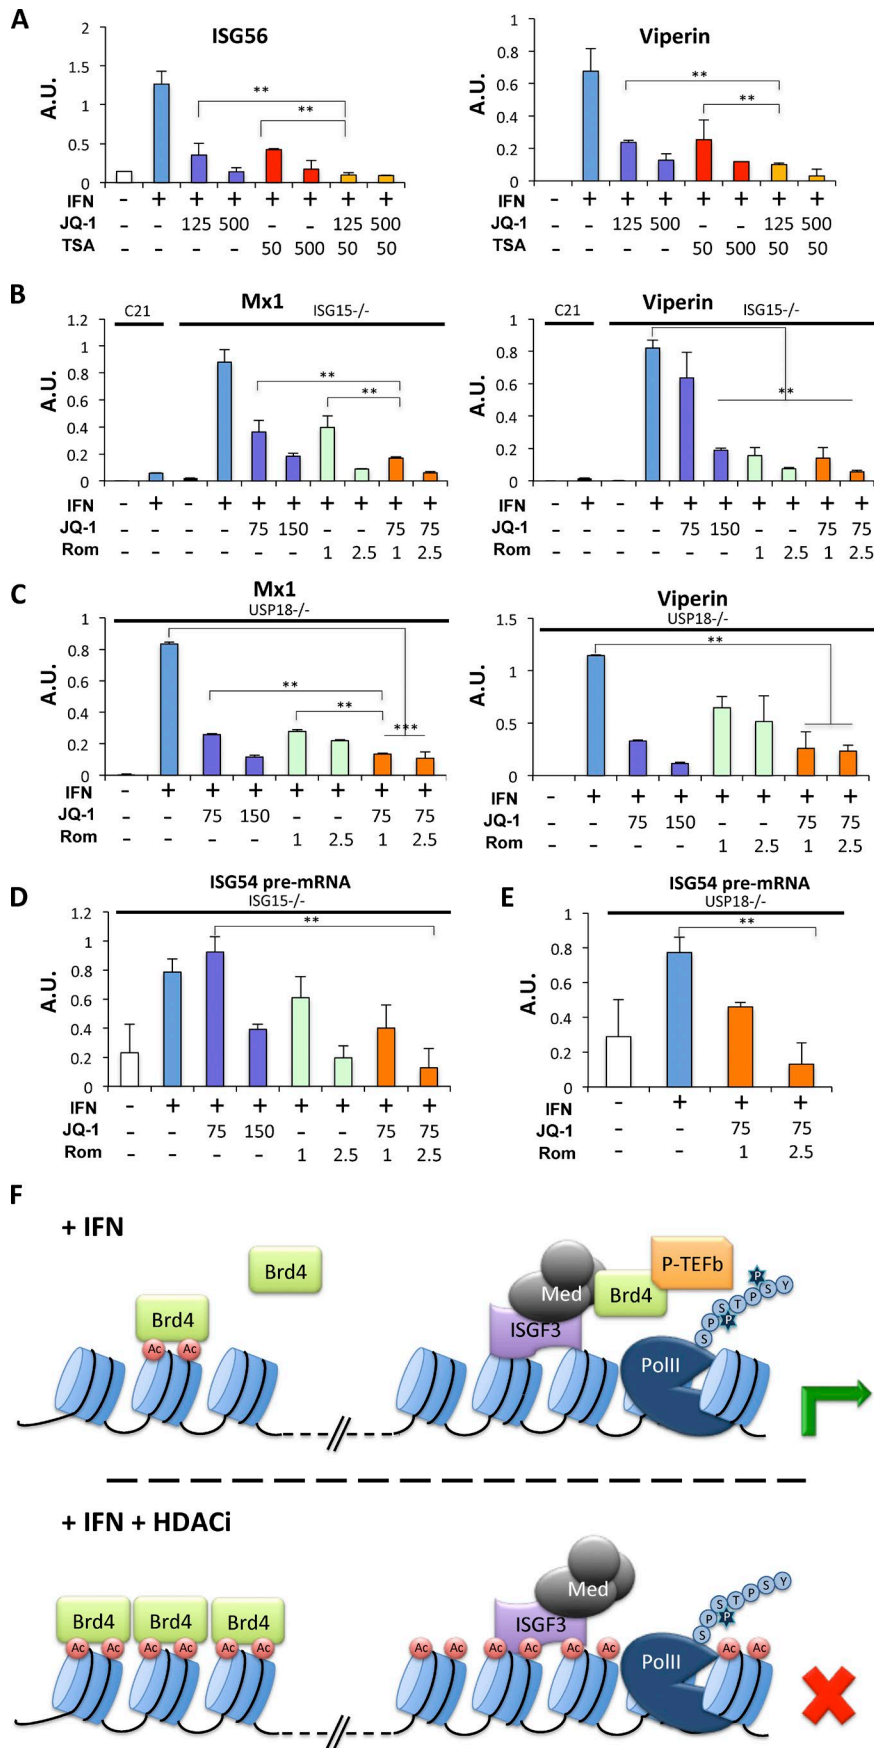 A
ISG56
A.U.
2
1.5
1
0.5
0
** 
**
IFN - + + + + + + +
JQ-1 - - 125 500 - - 125 500
TSA - - - - 50 500 50 50
Viperin
A.U.
1
0.8
0.6
0.4
0.2
0
**
**
- + + + + + + +
- - 125 500 - - 125 500
- - - - 50 500 50 50
B
Mx1
C21 ISG15-/-
A.U.
1.2
1
0.8
0.6
0.4
0.2
0
**
**
IFN - + - + + + + + + +
JQ-1 - - - - 75 150 - - 75 75
Rom - - - - - - 1 2.5 1 2.5
Viperin
C21 ISG15-/-
A.U.
1
0.8
0.6
0.4
0.2
0
**
IFN - + - + + + + + + +
JQ-1 - - - - 75 150 - - 75 75
Rom - - - - - - 1 2.5 1 2.5
C
Mx1
USP18-/-
A.U.
1
0.8
0.6
0.4
0.2
0
**
**
***
IFN - + + + + + + +
JQ-1 - - 75 150 - - 75 75
Rom - - - - 1 2.5 1 2.5
Viperin
USP18-/-
A.U.
1.5
1
0.5
0
**
IFN - + + + + + + +
JQ-1 - - 75 150 - - 75 75
Rom - - - - 1 2.5 1 2.5
D
ISG54 pre-mRNA
ISG15-/-
A.U.
1.2
1
0.8
0.6
0.4
0.2
0
**
IFN - + + + + + + +
JQ-1 - - 75 150 - - 75 75
Rom - - - - 1 2.5 1 2.5
E
ISG54 pre-mRNA
USP18-/-
A.U.
1
0.8
0.6
0.4
0.2
0
**
IFN - + + +
JQ-1 - - 75 75
Rom - - 1 2.5
F
+ IFN
Brd4
Brd4
Ac Ac
Med
ISGF3
Brd4
P-TEFb
PolII
S P S T P S Y
P P
+ IFN + HDACi
Brd4 Brd4 Brd4
Ac Ac Ac Ac Ac Ac
Med
ISGF3
Ac Ac Ac Ac Ac Ac Ac Ac
PolII
S P S T P S Y
P